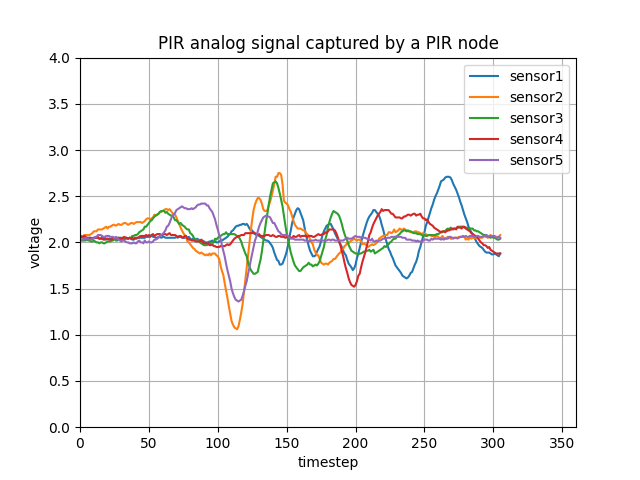 PIR analog signal captured by a PIR node
4.0
3.5
3.0
2.5
2.0
1.5
1.0
0.5
0.0
voltage
sensor1
sensor2
sensor3
sensor4
sensor5
0 50 100 150 200 250 300 350
timestep